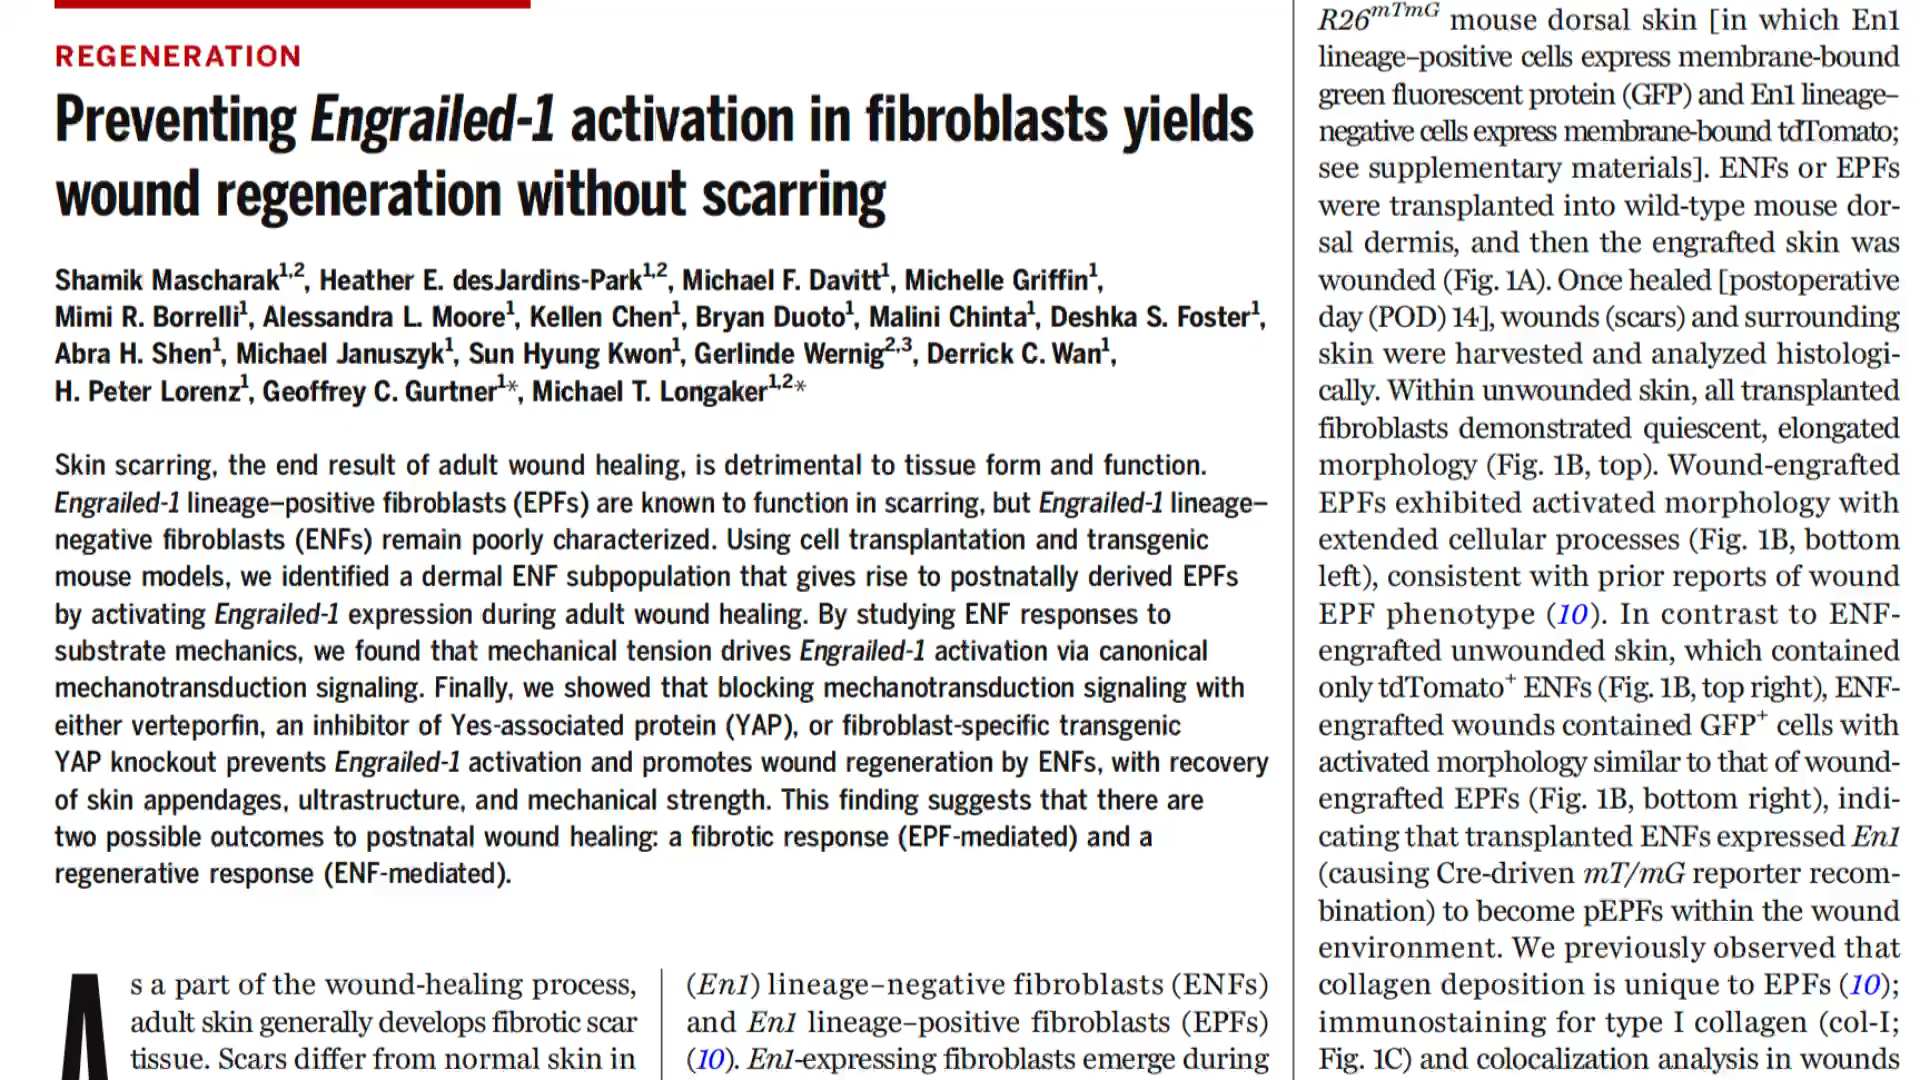 REGENERATION
Preventing Engrailed-1 activation in fibroblasts yields
wound regeneration without scarring
Shamik Mascharak1,2, Heather E. desJardins-Park1,2, Michael F. Davitt1, Michelle Griffin1,
Mimi R. Borrelli1, Alessandra L. Moore1, Kellen Chen1, Bryan Duoto1, Malini Chinta1, Deshka S. Foster1,
Abra H. Shen1, Michael Januszyk1, Sun Hyung Kwon1, Gerlinde Wernig2,3, Derrick C. Wan1,
H. Peter Lorenz1, Geoffrey C. Gurtner1*, Michael T. Longaker1,2*
Skin scarring, the end result of adult wound healing, is detrimental to tissue form and function.
Engrailed-1 lineage–positive fibroblasts (EPFs) are known to function in scarring, but Engrailed-1 lineage–
negative fibroblasts (ENFs) remain poorly characterized. Using cell transplantation and transgenic
mouse models, we identified a dermal ENF subpopulation that gives rise to postnatally derived EPFs
by activating Engrailed-1 expression during adult wound healing. By studying ENF responses to
substrate mechanics, we found that mechanical tension drives Engrailed-1 activation via canonical
mechanotransduction signaling. Finally, we showed that blocking mechanotransduction signaling with
either verteporfin, an inhibitor of Yes-associated protein (YAP), or fibroblast-specific transgenic
YAP knockout prevents Engrailed-1 activation and promotes wound regeneration by ENFs, with recovery
of skin appendages, ultrastructure, and mechanical strength. This finding suggests that there are
two possible outcomes to postnatal wound healing: a fibrotic response (EPF-mediated) and a
regenerative response (ENF-mediated).
As a part of the wound-healing process,
adult skin generally develops fibrotic scar
tissue. Scars differ from normal skin in
(En1) lineage–negative fibroblasts (ENFs)
and En1 lineage–positive fibroblasts (EPFs)
(10). En1-expressing fibroblasts emerge during
R26mTmG mouse dorsal skin [in which En1
lineage–positive cells express membrane-bound
green fluorescent protein (GFP) and En1 lineage–
negative cells express membrane-bound tdTomato;
see supplementary materials]. ENFs or EPFs
were transplanted into wild-type mouse dor-
sal dermis, and then the engrafted skin was
wounded (Fig. 1A). Once healed [postoperative
day (POD) 14], wounds (scars) and surrounding
skin were harvested and analyzed histologi-
cally. Within unwounded skin, all transplanted
fibroblasts demonstrated quiescent, elongated
morphology (Fig. 1B, top). Wound-engrafted
EPFs exhibited activated morphology with
extended cellular processes (Fig. 1B, bottom
left), consistent with prior reports of wound
EPF phenotype (10). In contrast to ENF-
engrafted unwounded skin, which contained
only tdTomato+ ENFs (Fig. 1B, top right), ENF-
engrafted wounds contained GFP+ cells with
activated morphology similar to that of wound-
engrafted EPFs (Fig. 1B, bottom right), indi-
cating that transplanted ENFs expressed En1
(causing Cre-driven mT/mG reporter recom-
bination) to become pEPFs within the wound
environment. We previously observed that
collagen deposition is unique to EPFs (10);
immunostaining for type I collagen (col-I;
Fig. 1C) and colocalization analysis in wounds